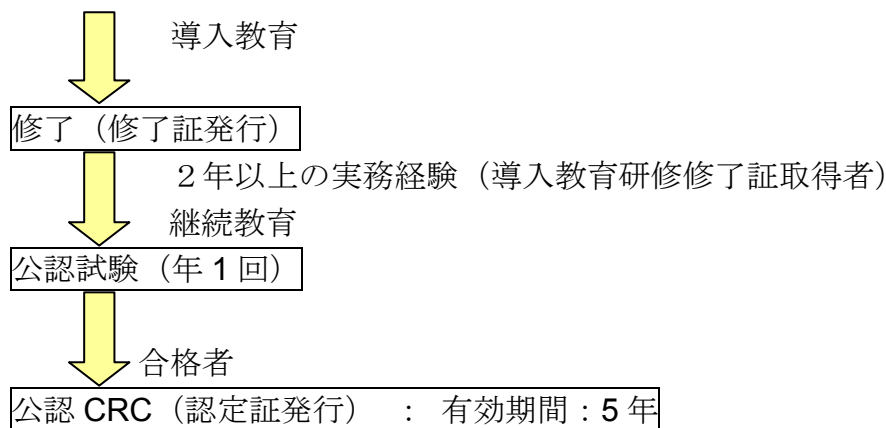 導入教育
修了（修了証発行）
２年以上の実務経験（導入教育研修修了証取得者）
継続教育
公認試験（年 1 回）
合格者
公認 CRC（認定証発行）　：　有効期間：5 年